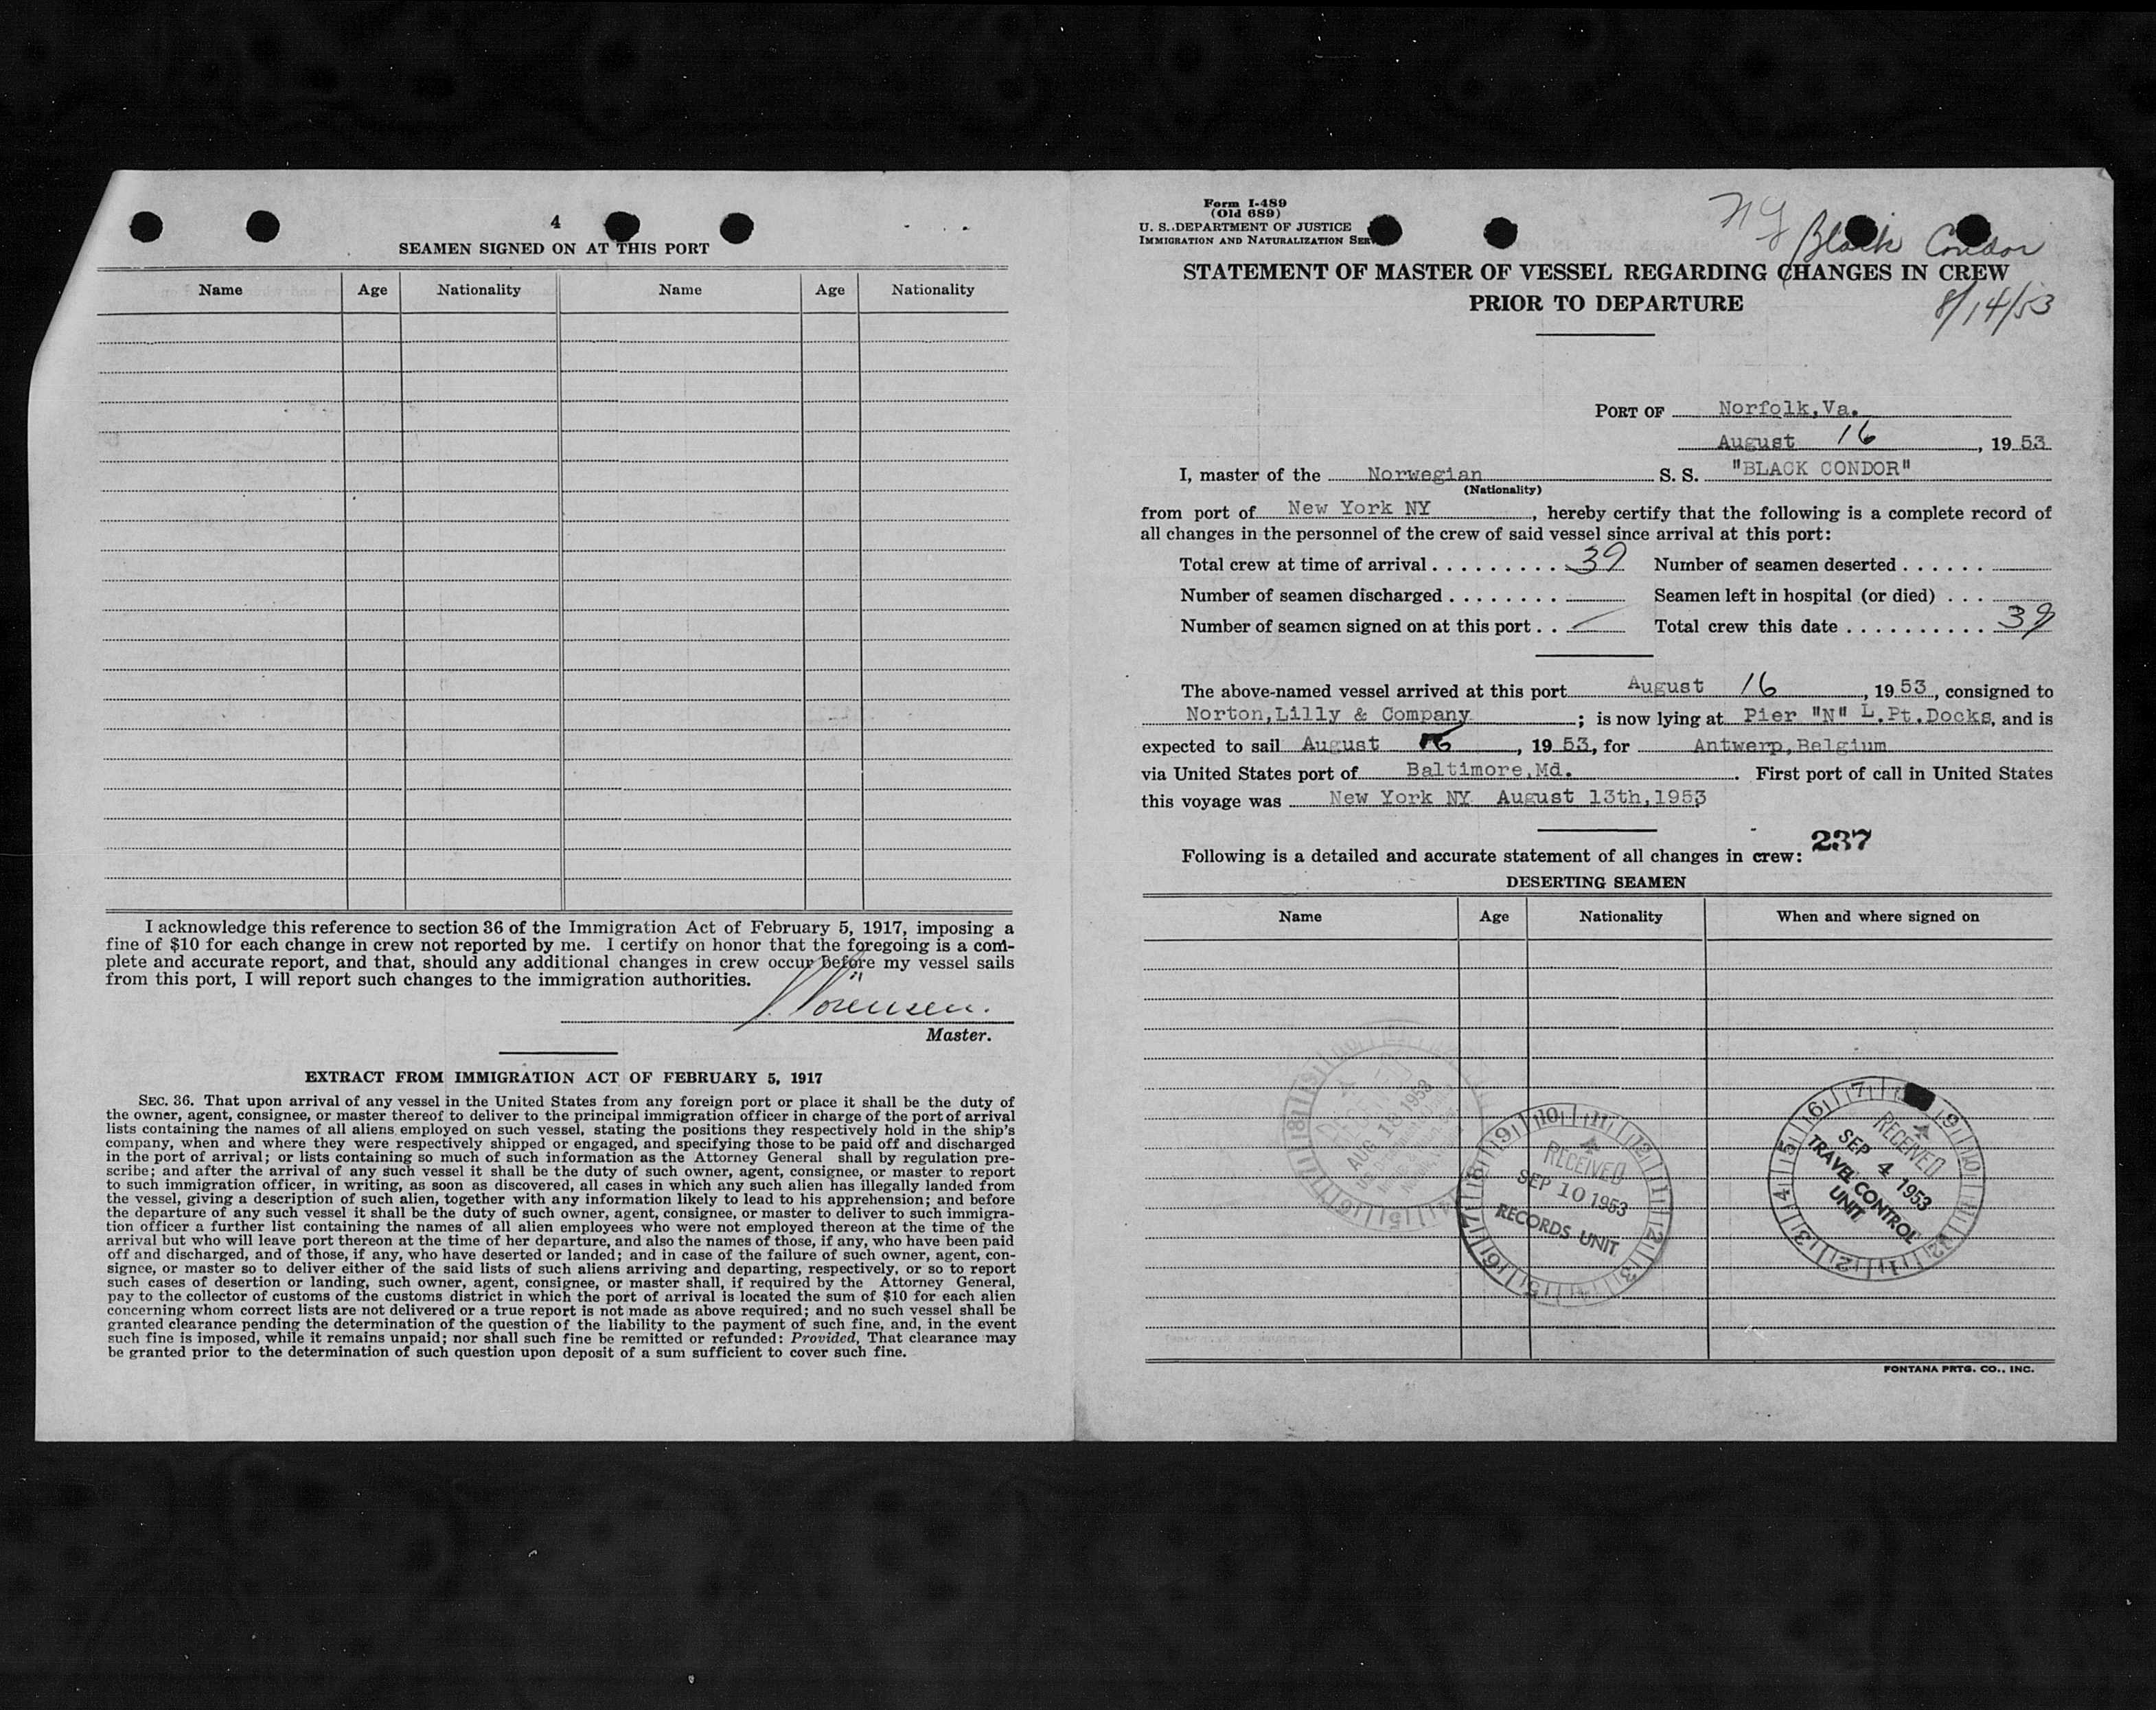 4
SEAMEN SIGNED ON AT THIS PORT
Name Age Nationality Name Age Nationality
I acknowledge this reference to section 36 of the Immigration Act of February 5, 1917, imposing a
fine of $10 for each change in crew not reported by me. I certify on honor that the foregoing is a com-
plete and accurate report, and that, should any additional changes in crew occur before my vessel sails
from this port, I will report such changes to the immigration authorities.
Master.
EXTRACT FROM IMMIGRATION ACT OF FEBRUARY 5, 1917
SEC. 36. That upon arrival of any vessel in the United States from any foreign port or place it shall be the duty of
the owner, agent, consignee, or master thereof to deliver to the principal immigration officer in charge of the port of arrival
lists containing the names of all aliens employed on such vessel, stating the positions they respectively hold in the ship's
company, when and where they were respectively shipped or engaged, and specifying those to be paid off and discharged
in the port of arrival; or lists containing so much of such information as the Attorney General shall by regulation pre-
scribe; and after the arrival of any such vessel it shall be the duty of such owner, agent, consignee, or master to report
to such immigration officer, in writing, as soon as discovered, all cases in which any such alien has illegally landed from
the vessel, giving a description of such alien, together with any information likely to lead to his apprehension; and before
the departure of any such vessel it shall be the duty of such owner, agent, consignee, or master to deliver to such immigra-
tion officer a further list containing the names of all alien employees who were not employed thereon at the time of the
arrival but who will leave port thereon at the time of her departure, and also the names of those, if any, who have been paid
off and discharged, and of those, if any, who have deserted or landed; and in case of the failure of such owner, agent, con-
signee, or master so to deliver either of the said lists of such aliens arriving and departing, respectively, or so to report
such cases of desertion or landing, such owner, agent, consignee, or master shall, if required by the Attorney General,
pay to the collector of customs of the customs district in which the port of arrival is located the sum of $10 for each alien
concerning whom correct lists are not delivered or a true report is not made as above required; and no such vessel shall be
granted clearance pending the determination of the question of the liability to the payment of such fine, and, in the event
such fine is imposed, while it remains unpaid; nor shall such fine be remitted or refunded: Provided, That clearance may
be granted prior to the determination of such question upon deposit of a sum sufficient to cover such fine.
Form I-489
(Old 689)
U. S. DEPARTMENT OF JUSTICE
IMMIGRATION AND NATURALIZATION SER
NY
Black Condor
STATEMENT OF MASTER OF VESSEL REGARDING CHANGES IN CREW
PRIOR TO DEPARTURE
8/14/53
PORT OF Norfolk,Va.
August 16, 1953
I, master of the Norwegian S. S. "BLACK CONDOR"
(Nationality)
from port of New York NY, hereby certify that the following is a complete record of
all changes in the personnel of the crew of said vessel since arrival at this port:
Total crew at time of arrival 39 Number of seamen deserted
Number of seamen discharged Seamen left in hospital (or died)
Number of seamen signed on at this port — Total crew this date 39
The above-named vessel arrived at this port August 16, 1953, consigned to
Norton,Lilly & Company; is now lying at Pier "N" L.Pt.Docks, and is
expected to sail August 16, 1953, for Antwerp,Belgium
via United States port of Baltimore,Md. First port of call in United States
this voyage was New York NY August 13th,1953
237
Following is a detailed and accurate statement of all changes in crew:
DESERTING SEAMEN
Name Age Nationality When and where signed on
AUG 18 1953
RECEIVED
SEP 10 1953
RECORDS UNIT
RECEIVED
SEP 4 1953
TRAVEL CONTROL
UNIT
FONTANA PRTG. CO., INC.